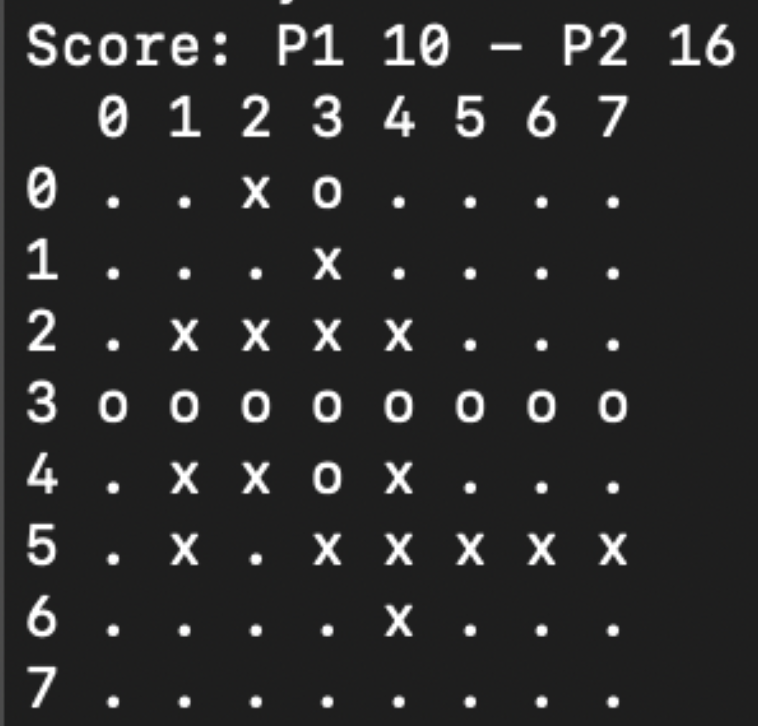 Score: P1 10 – P2 16
0 1 2 3 4 5 6 7
0 . . x o . . . .
1 . . . x . . . .
2 . x x x x . . .
3 o o o o o o o o
4 . x x o x . . .
5 . x . x x x x x
6 . . . . x . . .
7 . . . . . . . .